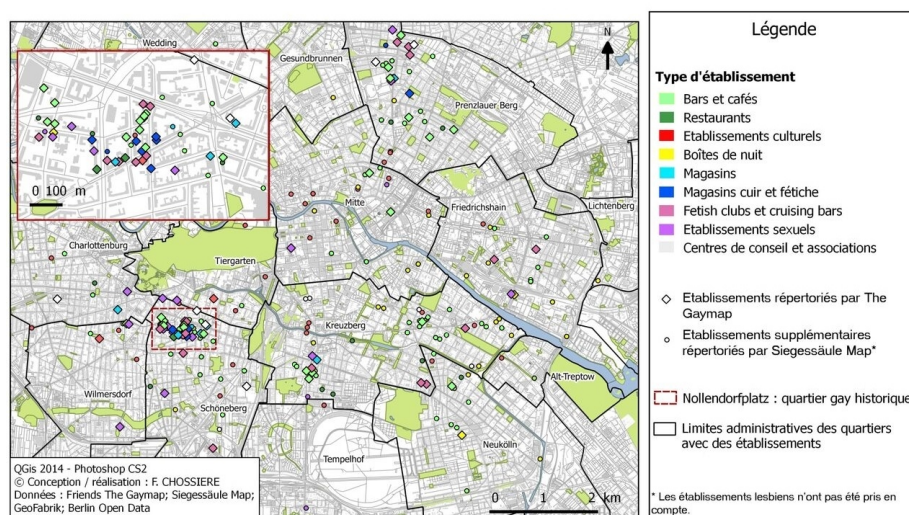 Wedding
Gesundbrunnen
N
Prenzlauer Berg
0 100 m
Mitte
Friedrichshain
Lichtenberg
Charlottenburg
Tiergarten
Kreuzberg
Alt-Treptow
Wilmersdorf
Schöneberg
Neukölln
Tempelhof
QGis 2014 - Photoshop CS2
© Conception / réalisation : F. CHOSSIERE
Données : Friends The Gaymap; Siegessäule Map;
GeoFabrik; Berlin Open Data
0 1 2 km
Légende
Type d'établissement
Bars et cafés
Restaurants
Etablissements culturels
Boîtes de nuit
Magasins
Magasins cuir et fétiche
Fetish clubs et cruising bars
Etablissements sexuels
Centres de conseil et associations
Etablissements répertoriés par The
Gaymap
Etablissements supplémentaires
répertoriés par Siegessäule Map*
Nollendorfplatz : quartier gay historique
Limites administratives des quartiers
avec des établissements
* Les établissements lesbiens n'ont pas été pris en
compte.